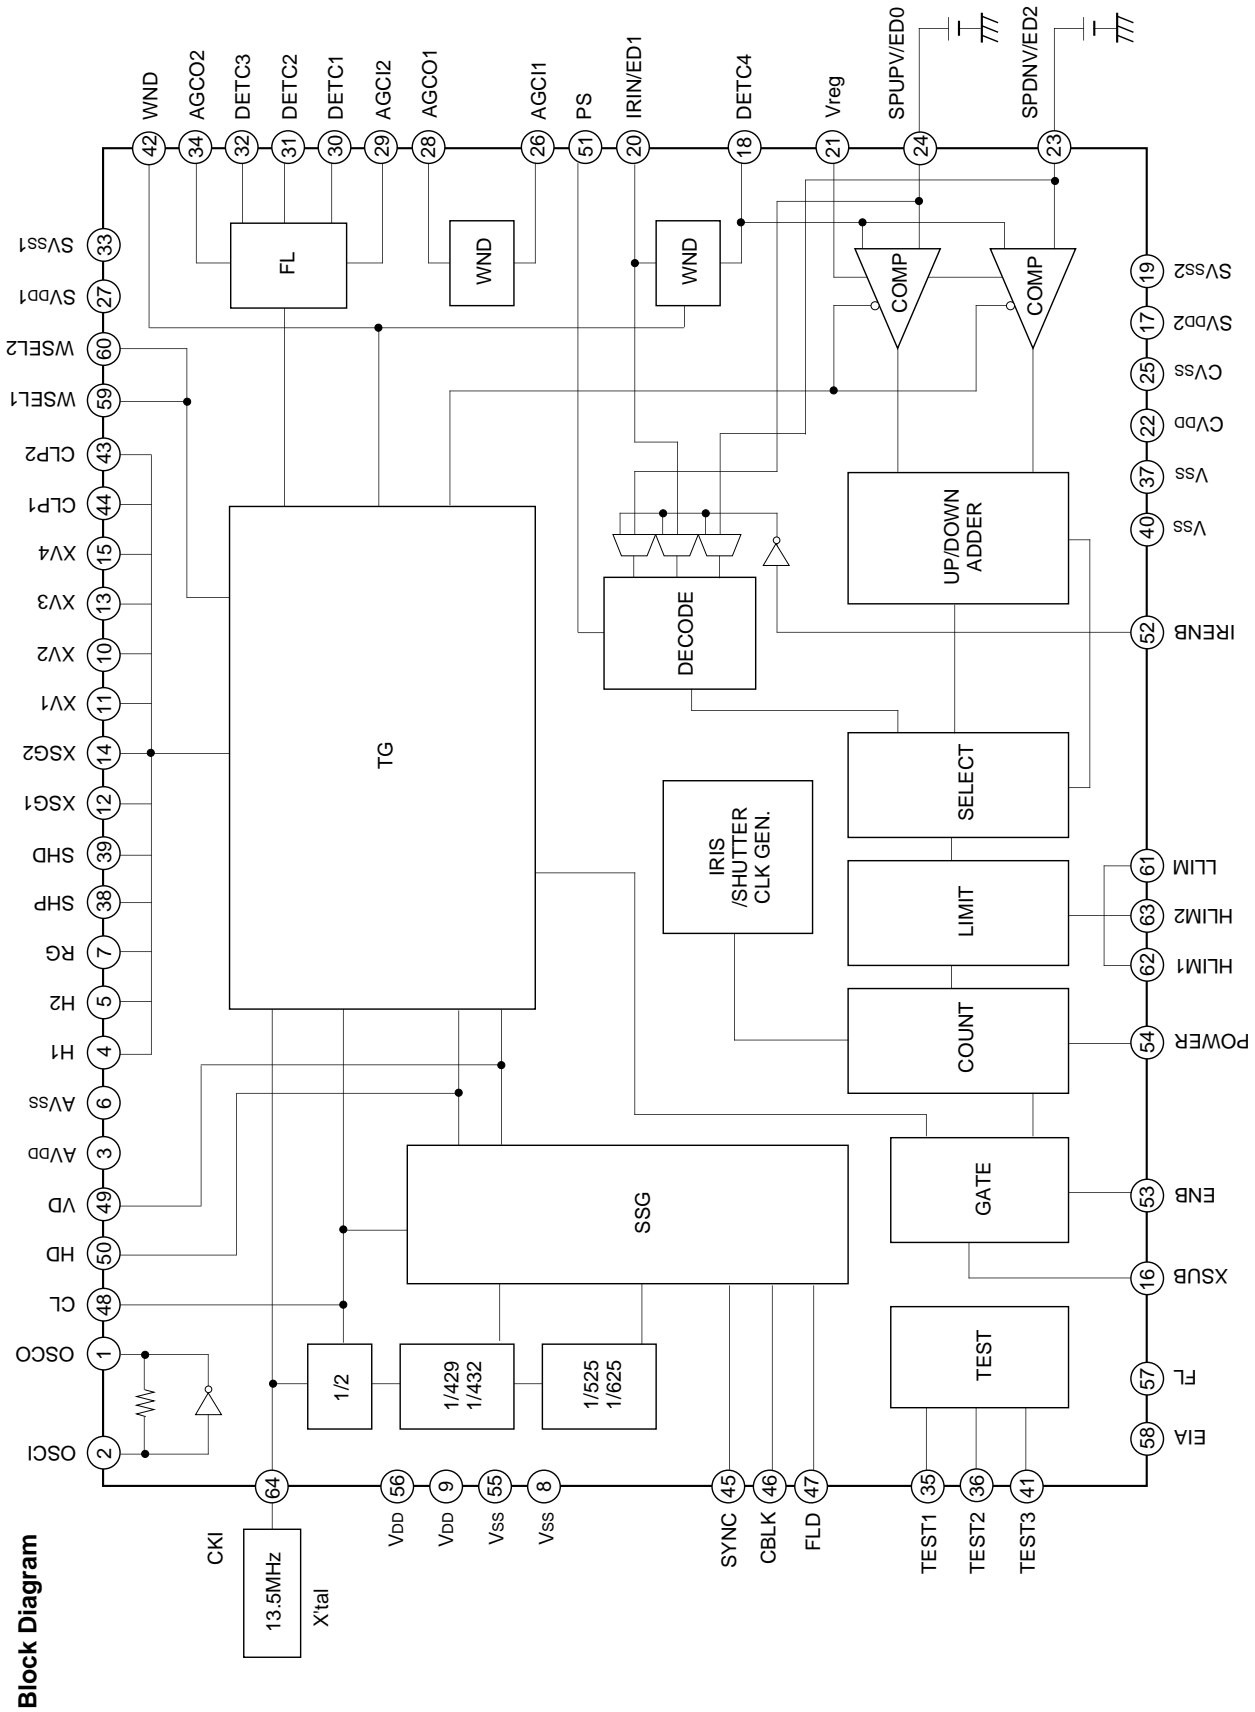 Block Diagram
WND
42
AGCO2
34
DETC3
32
DETC2
31
DETC1
30
AGCI2
29
AGCO1
28
AGCI1
26
PS
51
IRIN/ED1
20
DETC4
18
Vreg
21
SPUPV/ED0
24
SPDNV/ED2
23
SVSS1
33
SVDD1
27
WSEL2
60
WSEL1
59
CLP2
43
CLP1
44
XV4
15
XV3
13
XV2
10
XV1
11
XSG2
14
XSG1
12
SHD
39
SHP
38
RG
7
H2
5
H1
4
AVSS
6
AVDD
3
VD
49
HD
50
CL
48
OSCO
1
OSCI
2
FL
WND
WND
COMP
COMP
TG
DECODE
UP/DOWN
ADDER
SELECT
IRIS
/SHUTTER
CLK GEN.
LIMIT
COUNT
GATE
SSG
TEST
1/2
1/429
1/432
1/525
1/625
19
SVSS2
17
SVDD2
25
CVSS
22
CVDD
37
VSS
40
VSS
52
IRENB
61
LLIM
63
HLIM2
62
HLIM1
54
POWER
53
ENB
16
XSUB
57
FL
58
EIA
64
CKI
13.5MHz
X'tal
56
VDD
9
VDD
55
VSS
8
VSS
45
SYNC
46
CBLK
47
FLD
35
TEST1
36
TEST2
41
TEST3